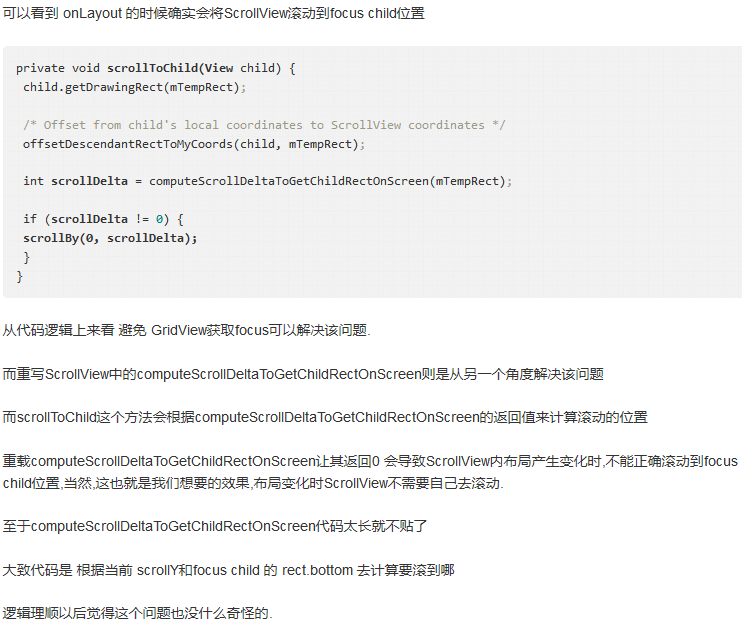 可以看到 onLayout 的时候确实会将ScrollView滚动到focus child位置
private void scrollToChild(View child) {
child.getDrawingRect(mTempRect);
/* Offset from child's local coordinates to ScrollView coordinates */
offsetDescendantRectToMyCoords(child, mTempRect);
int scrollDelta = computeScrollDeltaToGetChildRectOnScreen(mTempRect);
if (scrollDelta != 0) {
scrollBy(0, scrollDelta);
}
}
从代码逻辑上来看 避免 GridView获取focus可以解决该问题.
而重写ScrollView中的computeScrollDeltaToGetChildRectOnScreen则是从另一个角度解决该问题
而scrollToChild这个方法会根据computeScrollDeltaToGetChildRectOnScreen的返回值来计算滚动的位置
重载computeScrollDeltaToGetChildRectOnScreen让其返回0 会导致ScrollView内布局产生变化时,不能正确滚动到focus
child位置,当然,这也就是我们想要的效果,布局变化时ScrollView不需要自己去滚动.
至于computeScrollDeltaToGetChildRectOnScreen代码太长就不贴了
大致代码是 根据当前 scrollY和focus child 的 rect.bottom 去计算要滚到哪
逻辑理顺以后觉得这个问题也没什么奇怪的.